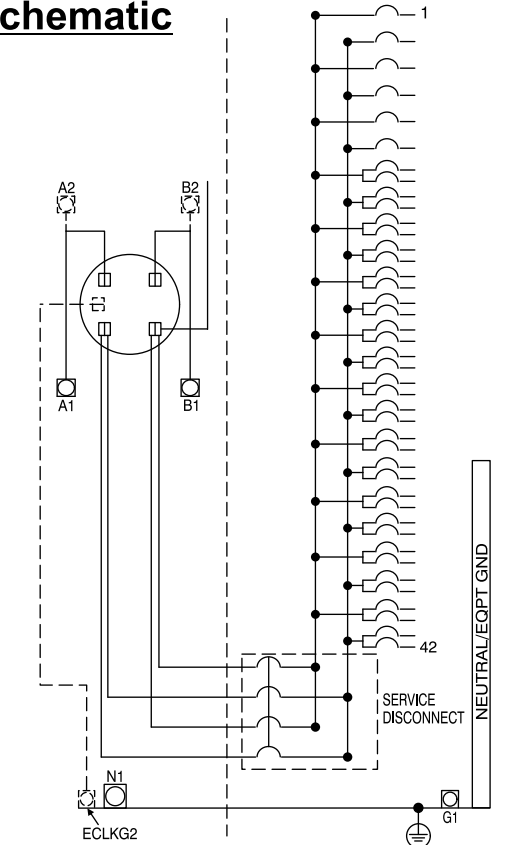 chematic
1
A2
B2
A1
B1
42
SERVICE
DISCONNECT
NEUTRAL/EQPT GND
N1
G1
ECLKG2